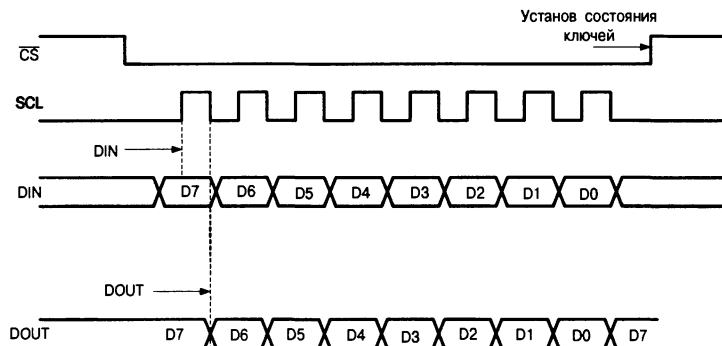 Установ состояния
ключей
CS
SCL
DIN
DIN D7 D6 D5 D4 D3 D2 D1 D0
DOUT
DOUT D7 D6 D5 D4 D3 D2 D1 D0 D7